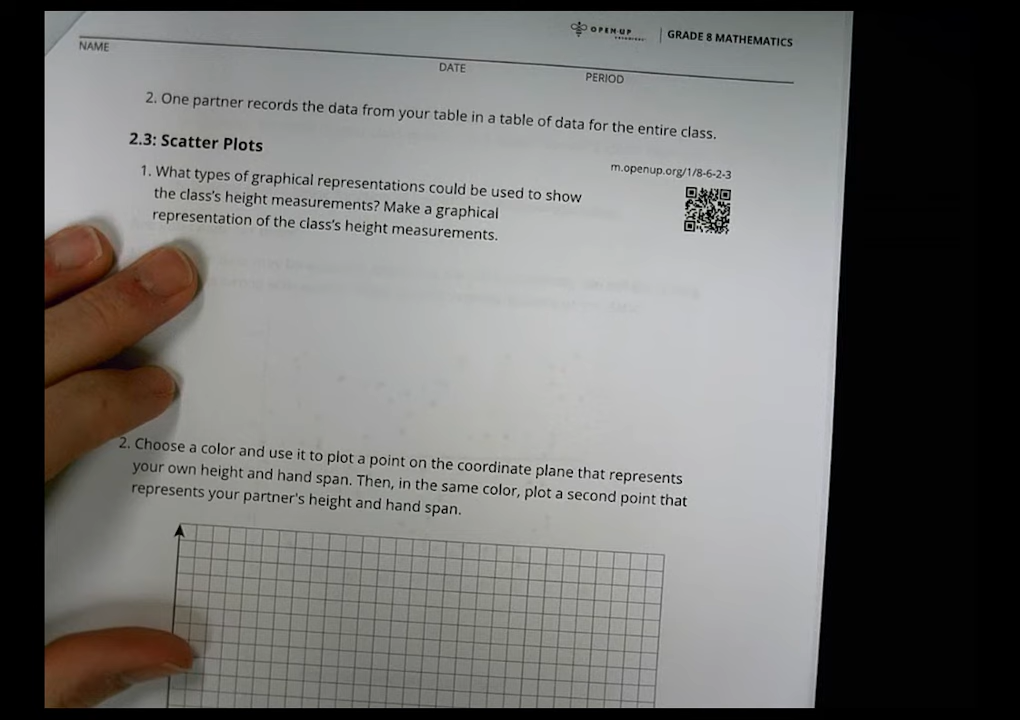 OPEN UP
GRADE 8 MATHEMATICS
NAME
DATE
PERIOD
2. One partner records the data from your table in a table of data for the entire class.
2.3: Scatter Plots
m.openup.org/1/8-6-2-3
1. What types of graphical representations could be used to show
the class's height measurements? Make a graphical
representation of the class's height measurements.
2. Choose a color and use it to plot a point on the coordinate plane that represents
your own height and hand span. Then, in the same color, plot a second point that
represents your partner's height and hand span.